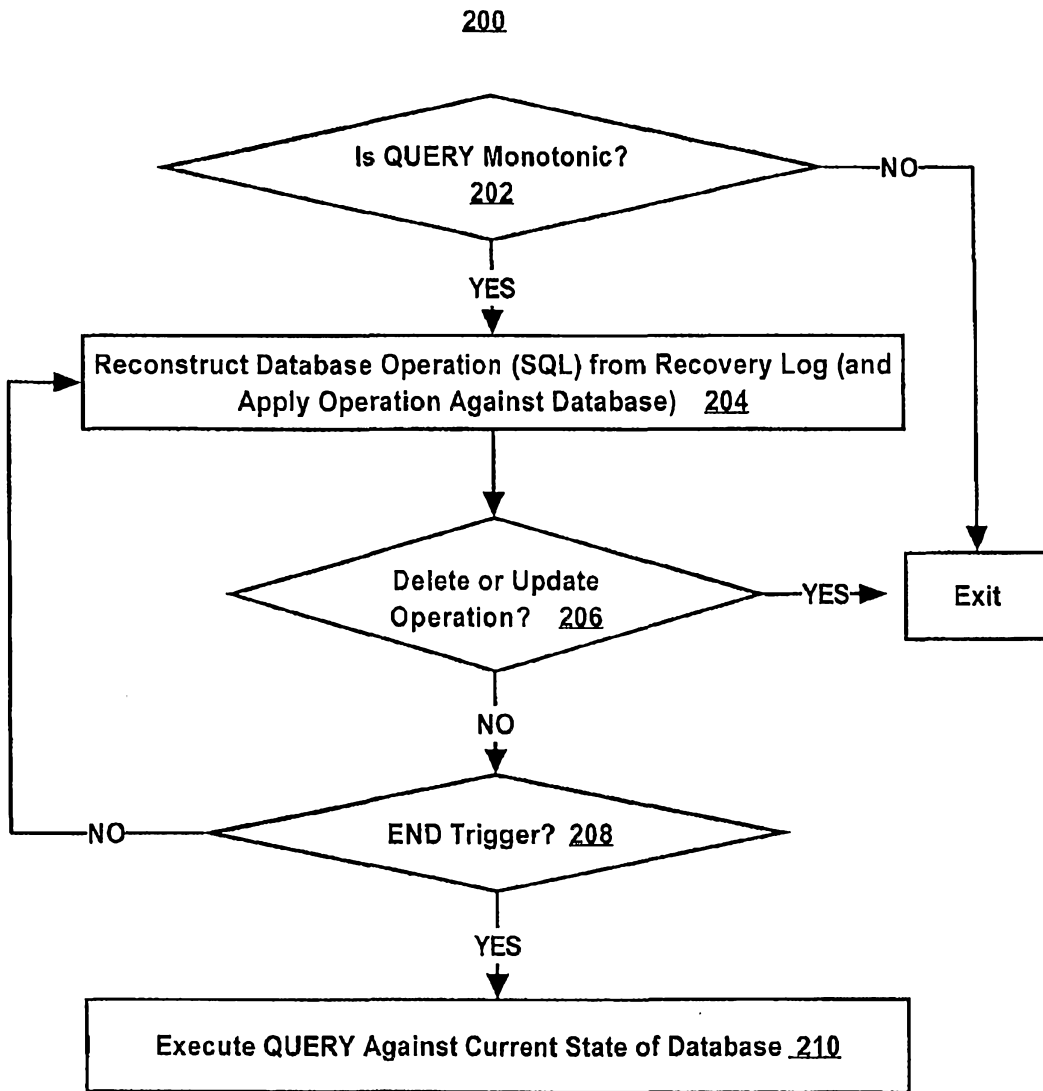 200
Is QUERY Monotonic?
202
NO
YES
Reconstruct Database Operation (SQL) from Recovery Log (and
Apply Operation Against Database) 204
Delete or Update
Operation? 206
YES
Exit
NO
END Trigger? 208
NO
YES
Execute QUERY Against Current State of Database 210